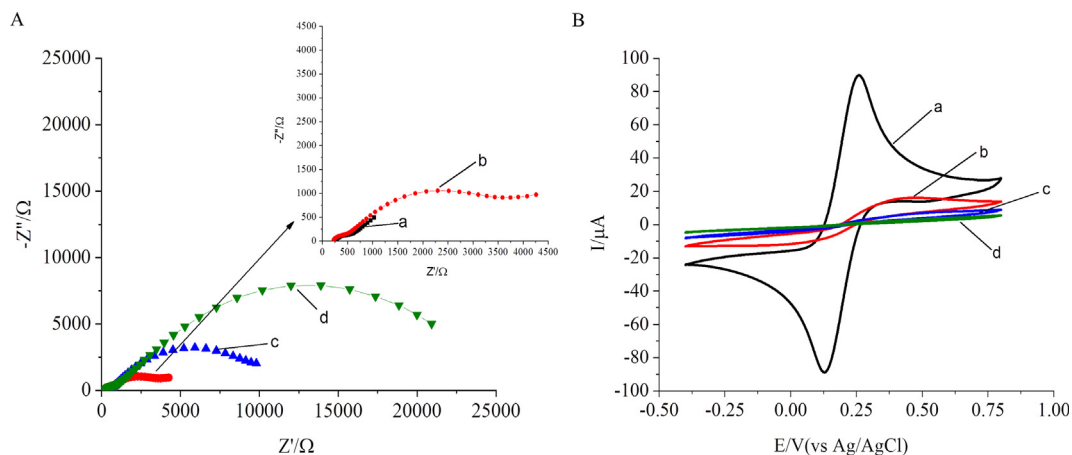 A
-Z"/Ω
25000
20000
15000
10000
5000
0
0 5000 10000 15000 20000 25000
Z'/Ω
c
d
-Z"/Ω
4500
4000
3500
3000
2500
2000
1500
1000
500
0
0 500 1000 1500 2000 2500 3000 3500 4000 4500
Z'/Ω
b
a
B
I/μA
100
80
60
40
20
0
-20
-40
-60
-80
-100
-0.50 -0.25 0.00 0.25 0.50 0.75 1.00
E/V(vs Ag/AgCl)
a
b
c
d